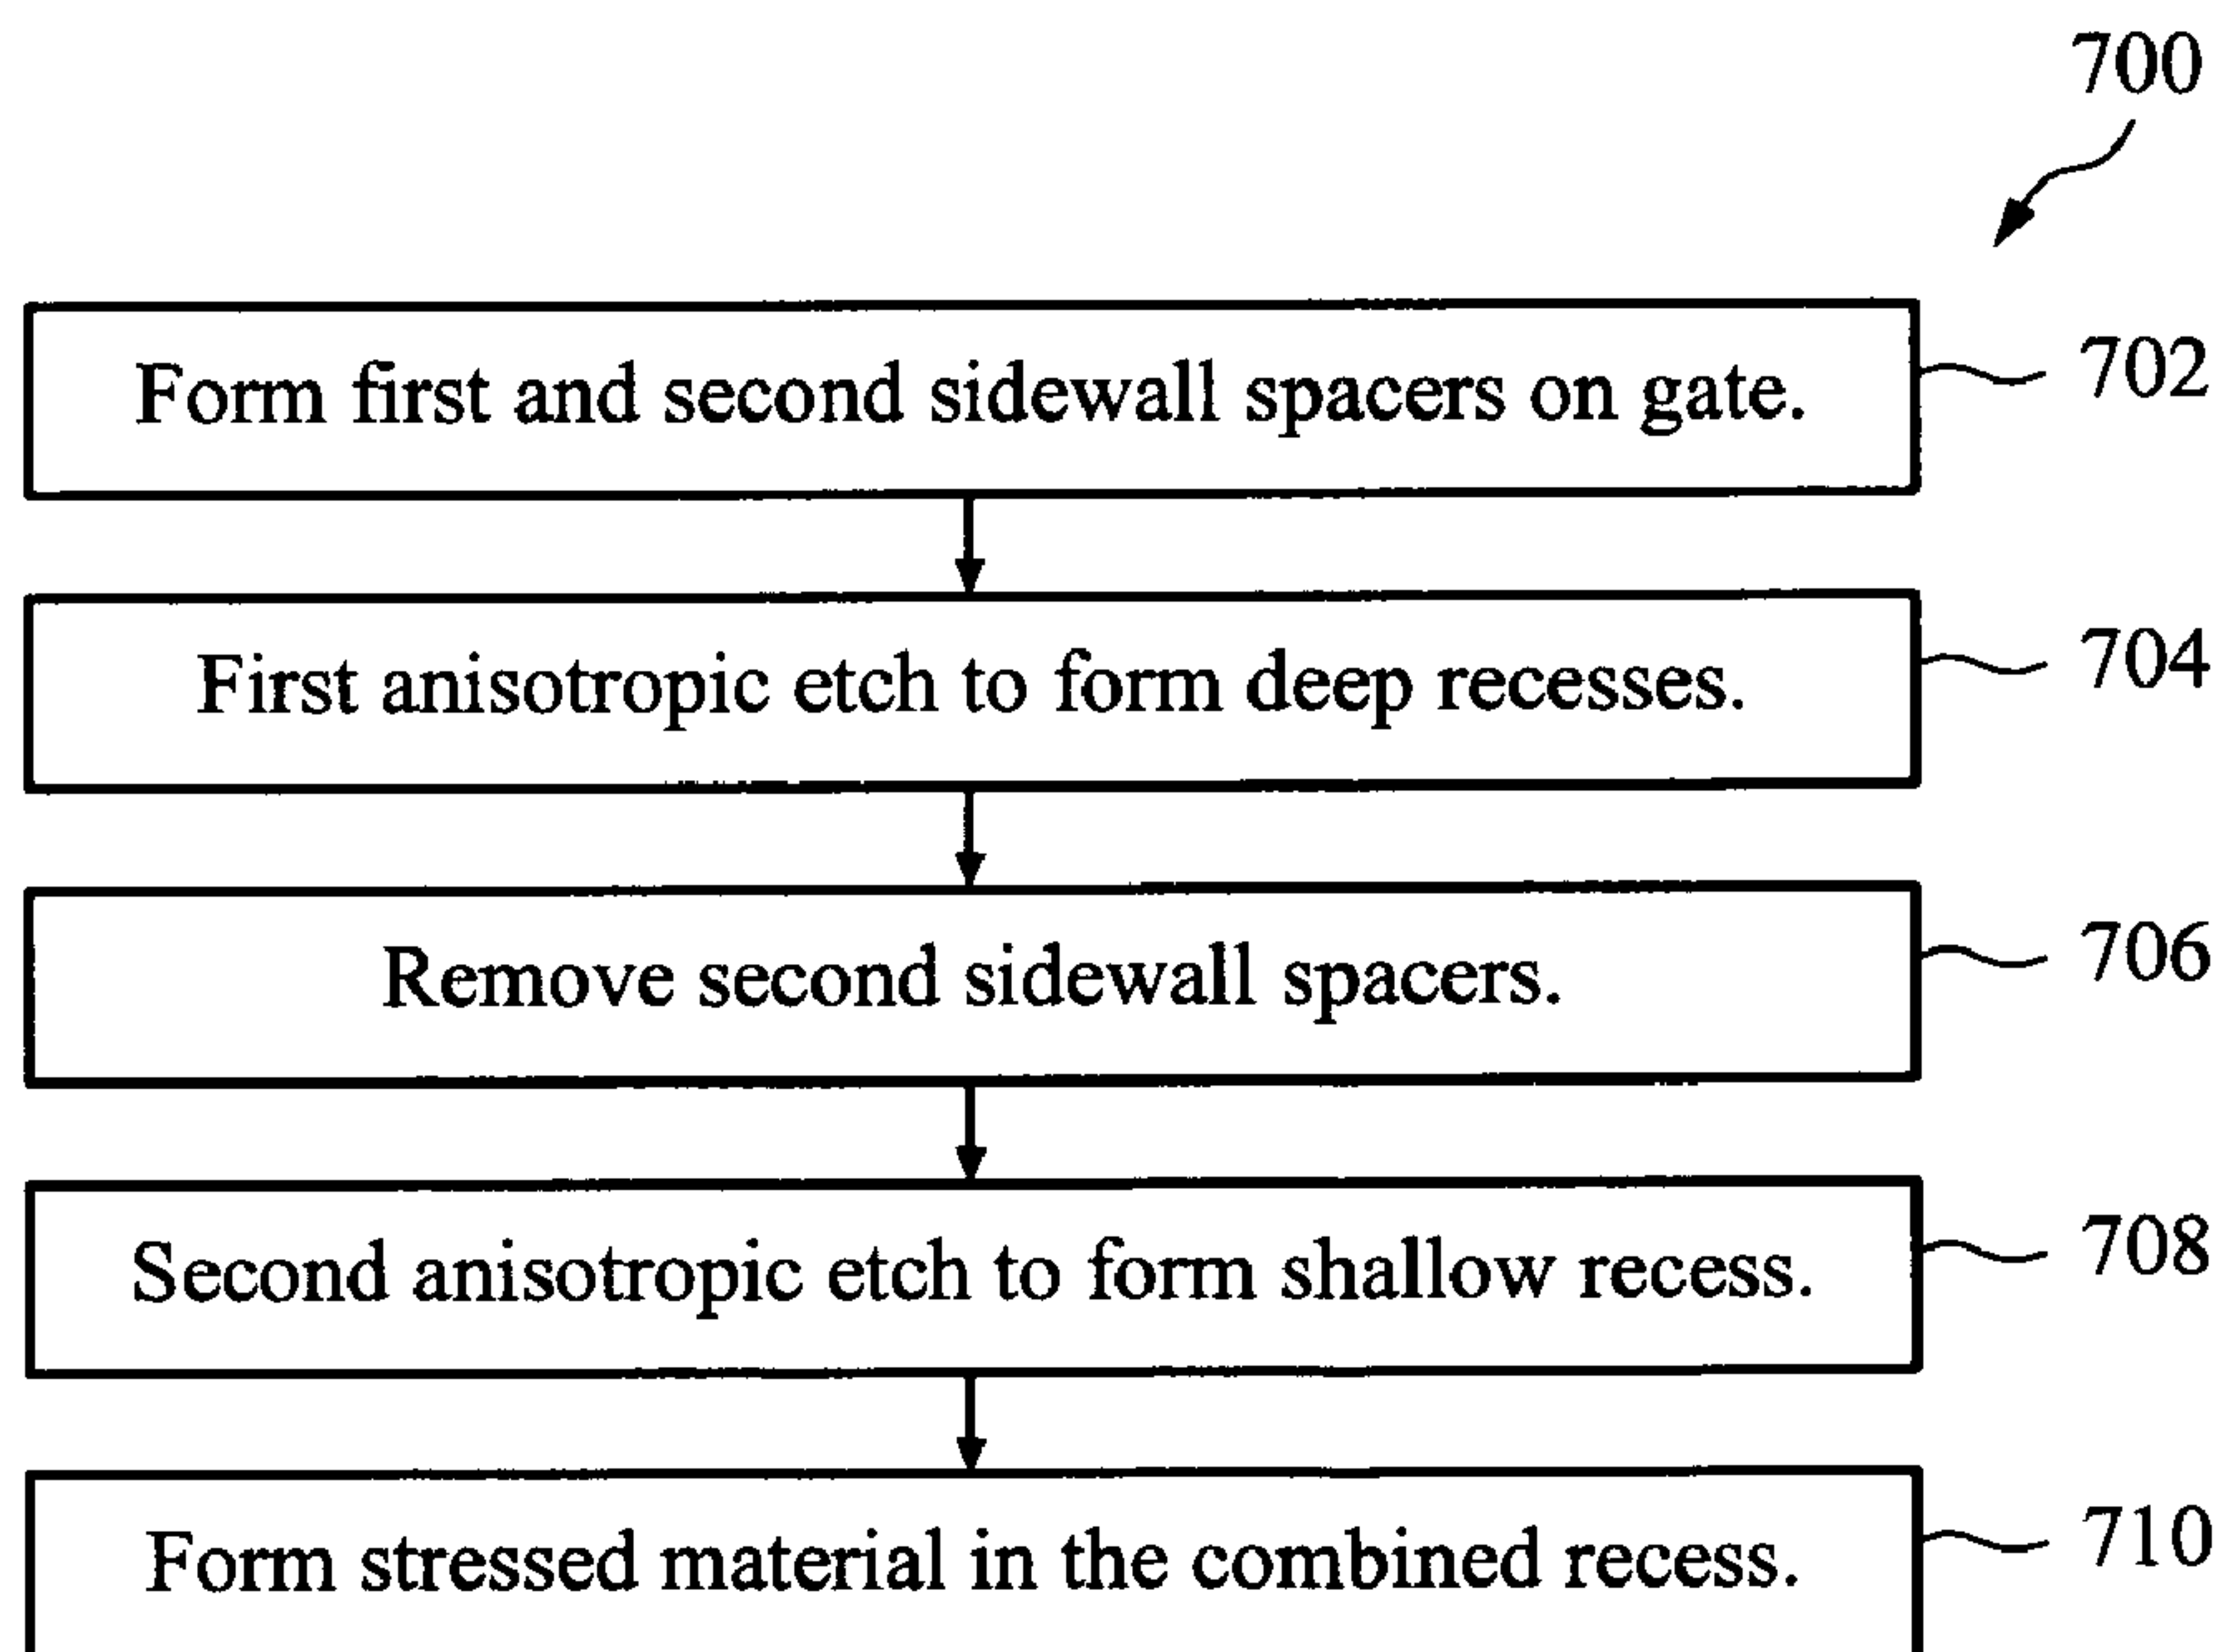 700
Form first and second sidewall spacers on gate.
702
First anisotropic etch to form deep recesses.
704
Remove second sidewall spacers.
706
Second anisotropic etch to form shallow recess.
708
Form stressed material in the combined recess.
710